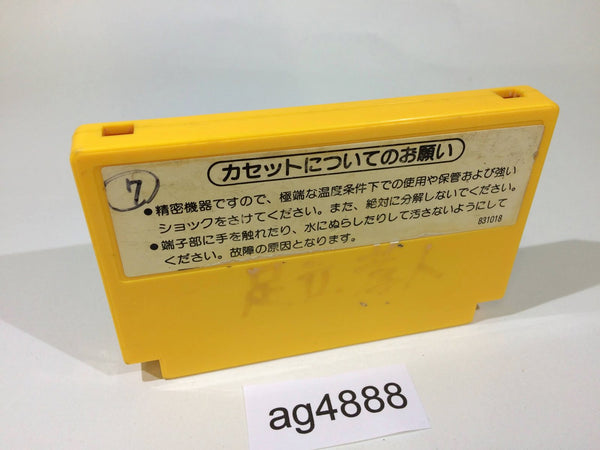 カセットについてのお願い
7
●精密機器ですので、極端な温度条件下での使用や保管および強い
ショックをさけてください。また、絶対に分解しないでください。
●端子部に手を触れたり、水にぬらしたりして汚さないようにして
ください。故障の原因となります。
831018
ag4888